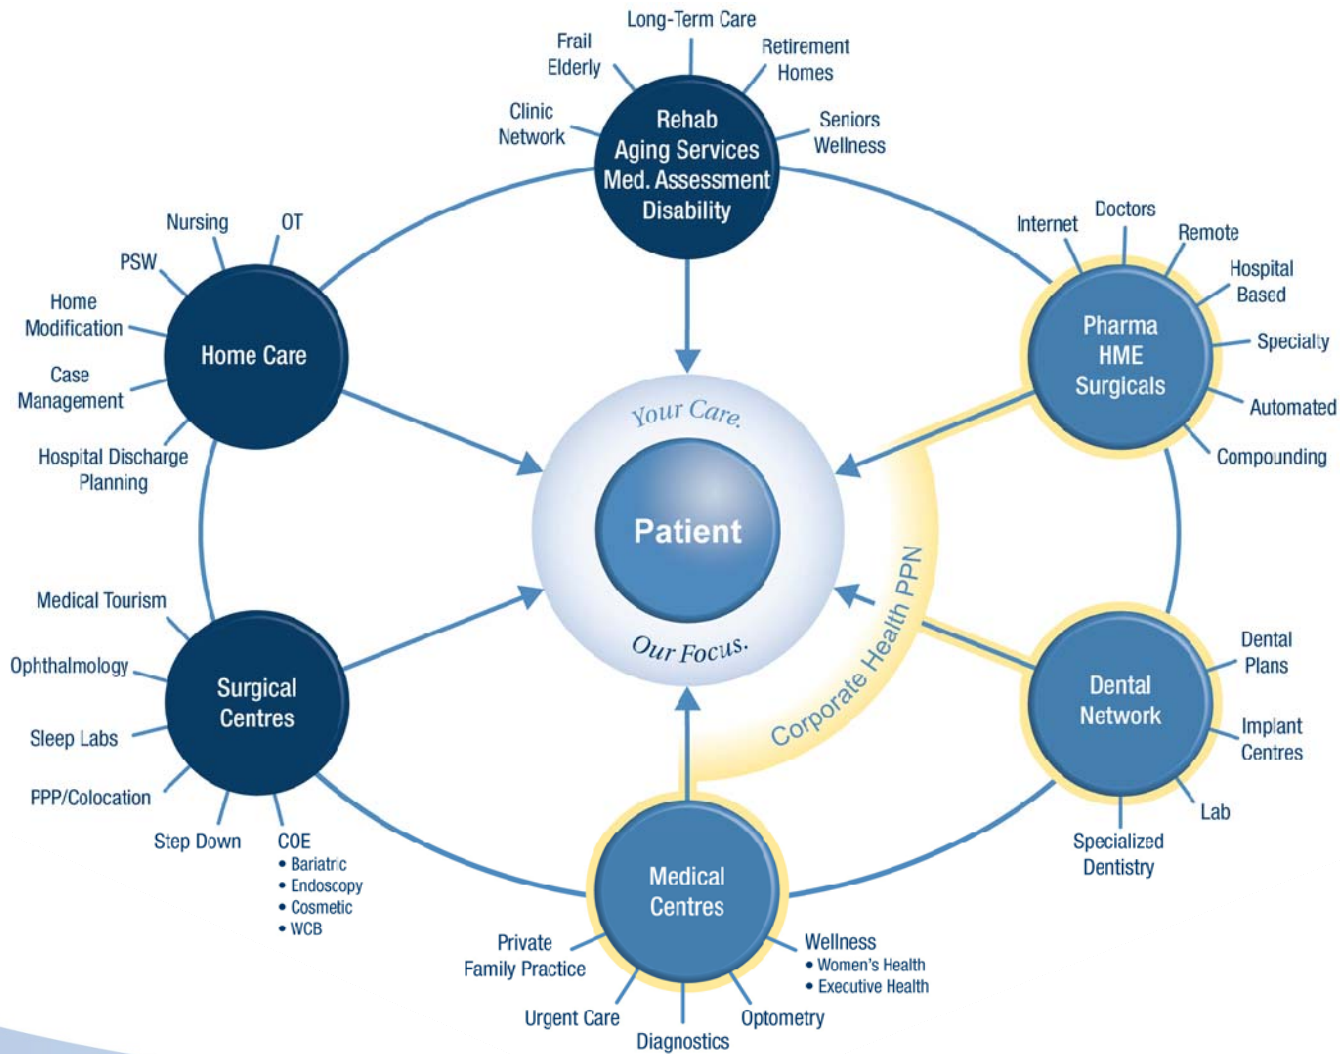 Long-Term Care
Frail
Elderly
Retirement
Homes
Clinic
Network
Seniors
Wellness
Rehab
Aging Services
Med. Assessment
Disability
Nursing
OT
PSW
Home
Modification
Case
Management
Hospital Discharge
Planning
Home Care
Internet
Doctors
Remote
Hospital
Based
Specialty
Automated
Compounding
Pharma
HME
Surgicals
Your Care.
Patient
Our Focus.
Corporate Health PPN
Medical Tourism
Ophthalmology
Sleep Labs
PPP/Colocation
Step Down
COE
• Bariatric
• Endoscopy
• Cosmetic
• WCB
Surgical
Centres
Dental
Network
Dental
Plans
Implant
Centres
Lab
Specialized
Dentistry
Medical
Centres
Private
Family Practice
Urgent Care
Diagnostics
Optometry
Wellness
• Women's Health
• Executive Health